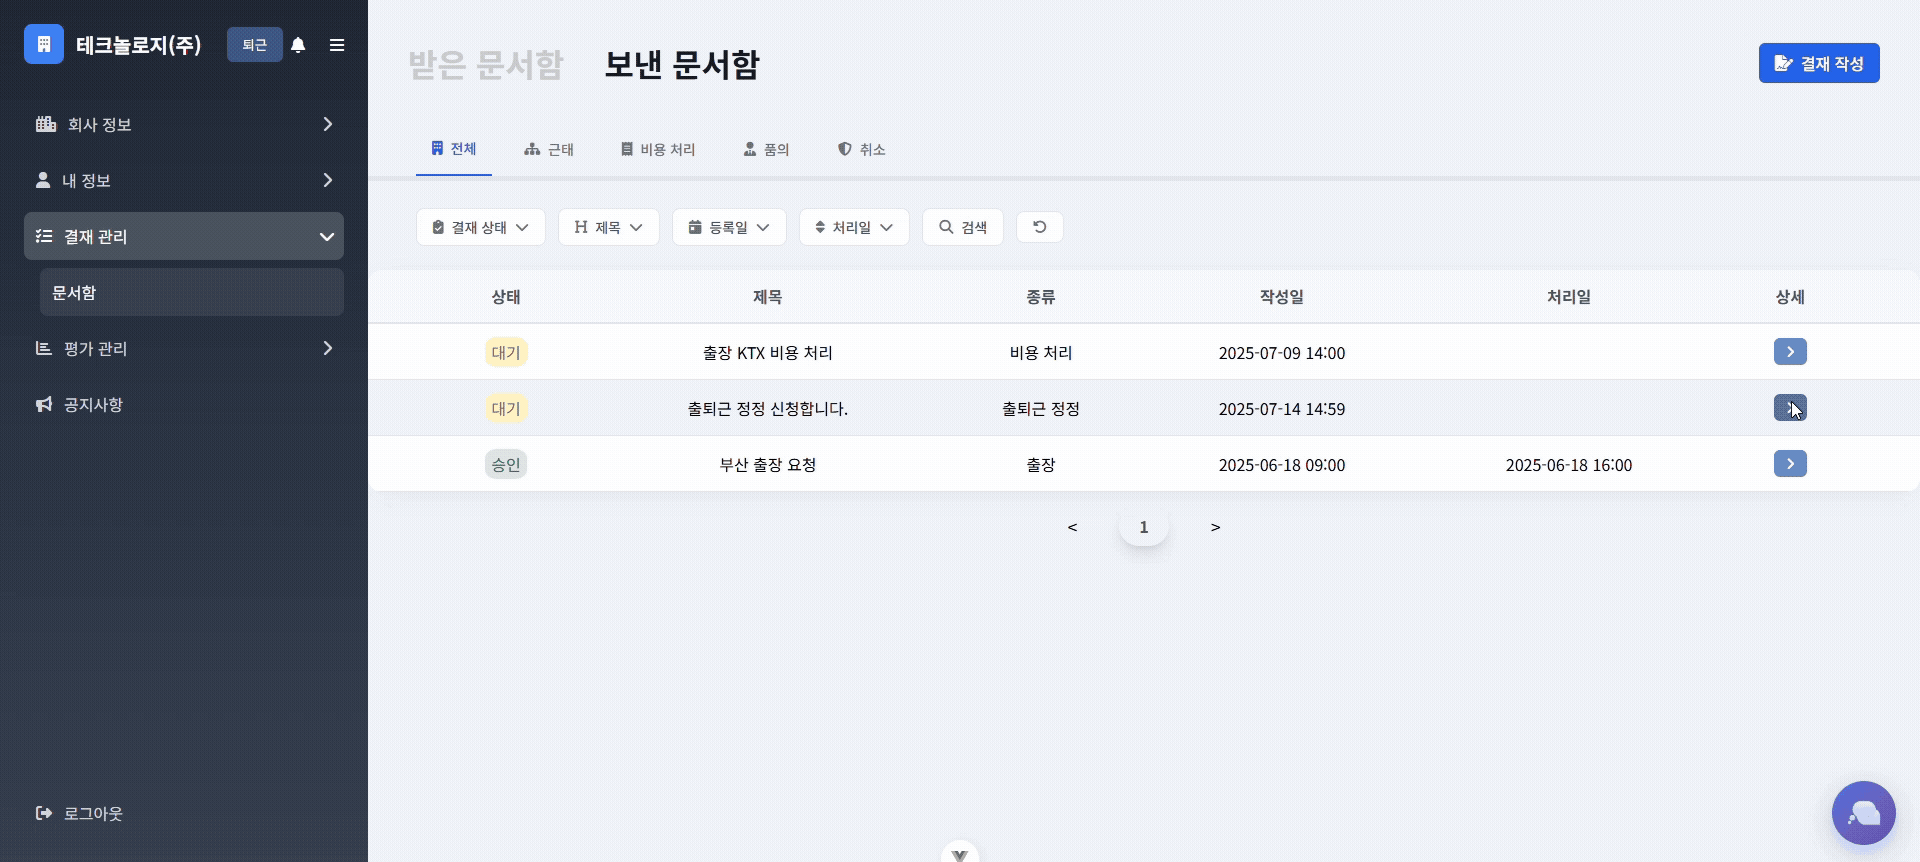 테크놀로지(주) 퇴근
회사 정보
내 정보
결재 관리
문서함
평가 관리
공지사항
로그아웃
받은 문서함 보낸 문서함
결재 작성
전체 근태 비용 처리 품의 취소
결재 상태 제목 등록일 처리일 검색
상태 제목 종류 작성일 처리일 상세
대기 출장 KTX 비용 처리 비용 처리 2025-07-09 14:00
대기 출퇴근 정정 신청합니다. 출퇴근 정정 2025-07-14 14:59
승인 부산 출장 요청 출장 2025-06-18 09:00 2025-06-18 16:00
< 1 >